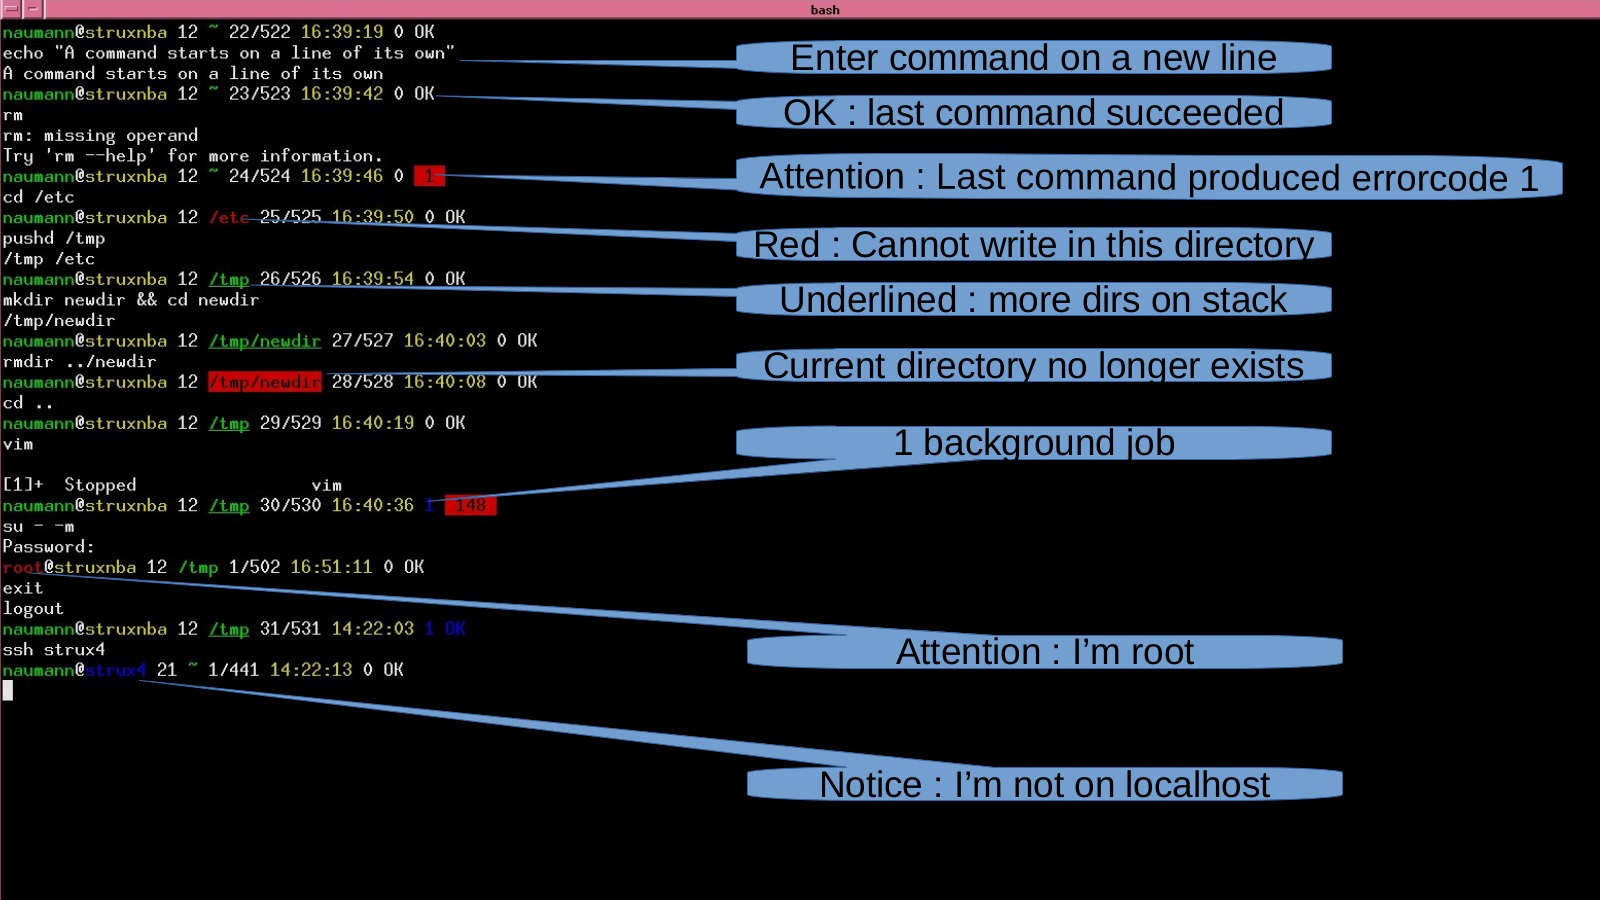 bash
naumann@struxnba 12 ~ 22/522 16:39:19 0 OK
echo "A command starts on a line of its own"
A command starts on a line of its own
naumann@struxnba 12 ~ 23/523 16:39:42 0 OK
rm
rm: missing operand
Try 'rm --help' for more information.
naumann@struxnba 12 ~ 24/524 16:39:46 0 1
cd /etc
naumann@struxnba 12 /etc 25/525 16:39:50 0 OK
pushd /tmp
/tmp /etc
naumann@struxnba 12 /tmp 26/526 16:39:54 0 OK
mkdir newdir && cd newdir
/tmp/newdir
naumann@struxnba 12 /tmp/newdir 27/527 16:40:03 0 OK
rmdir ../newdir
naumann@struxnba 12 /tmp/newdir 28/528 16:40:08 0 OK
cd ..
naumann@struxnba 12 /tmp 29/529 16:40:19 0 OK
vim
[1]+  Stopped                 vim
naumann@struxnba 12 /tmp 30/530 16:40:36 1 148
su - -m
Password:
root@struxnba 12 /tmp 1/502 16:51:11 0 OK
exit
logout
naumann@struxnba 12 /tmp 31/531 14:22:03 1 OK
ssh strux4
naumann@strux4 21 ~ 1/441 14:22:13 0 OK
Enter command on a new line
OK : last command succeeded
Attention : Last command produced errorcode 1
Red : Cannot write in this directory
Underlined : more dirs on stack
Current directory no longer exists
1 background job
Attention : I’m root
Notice : I’m not on localhost